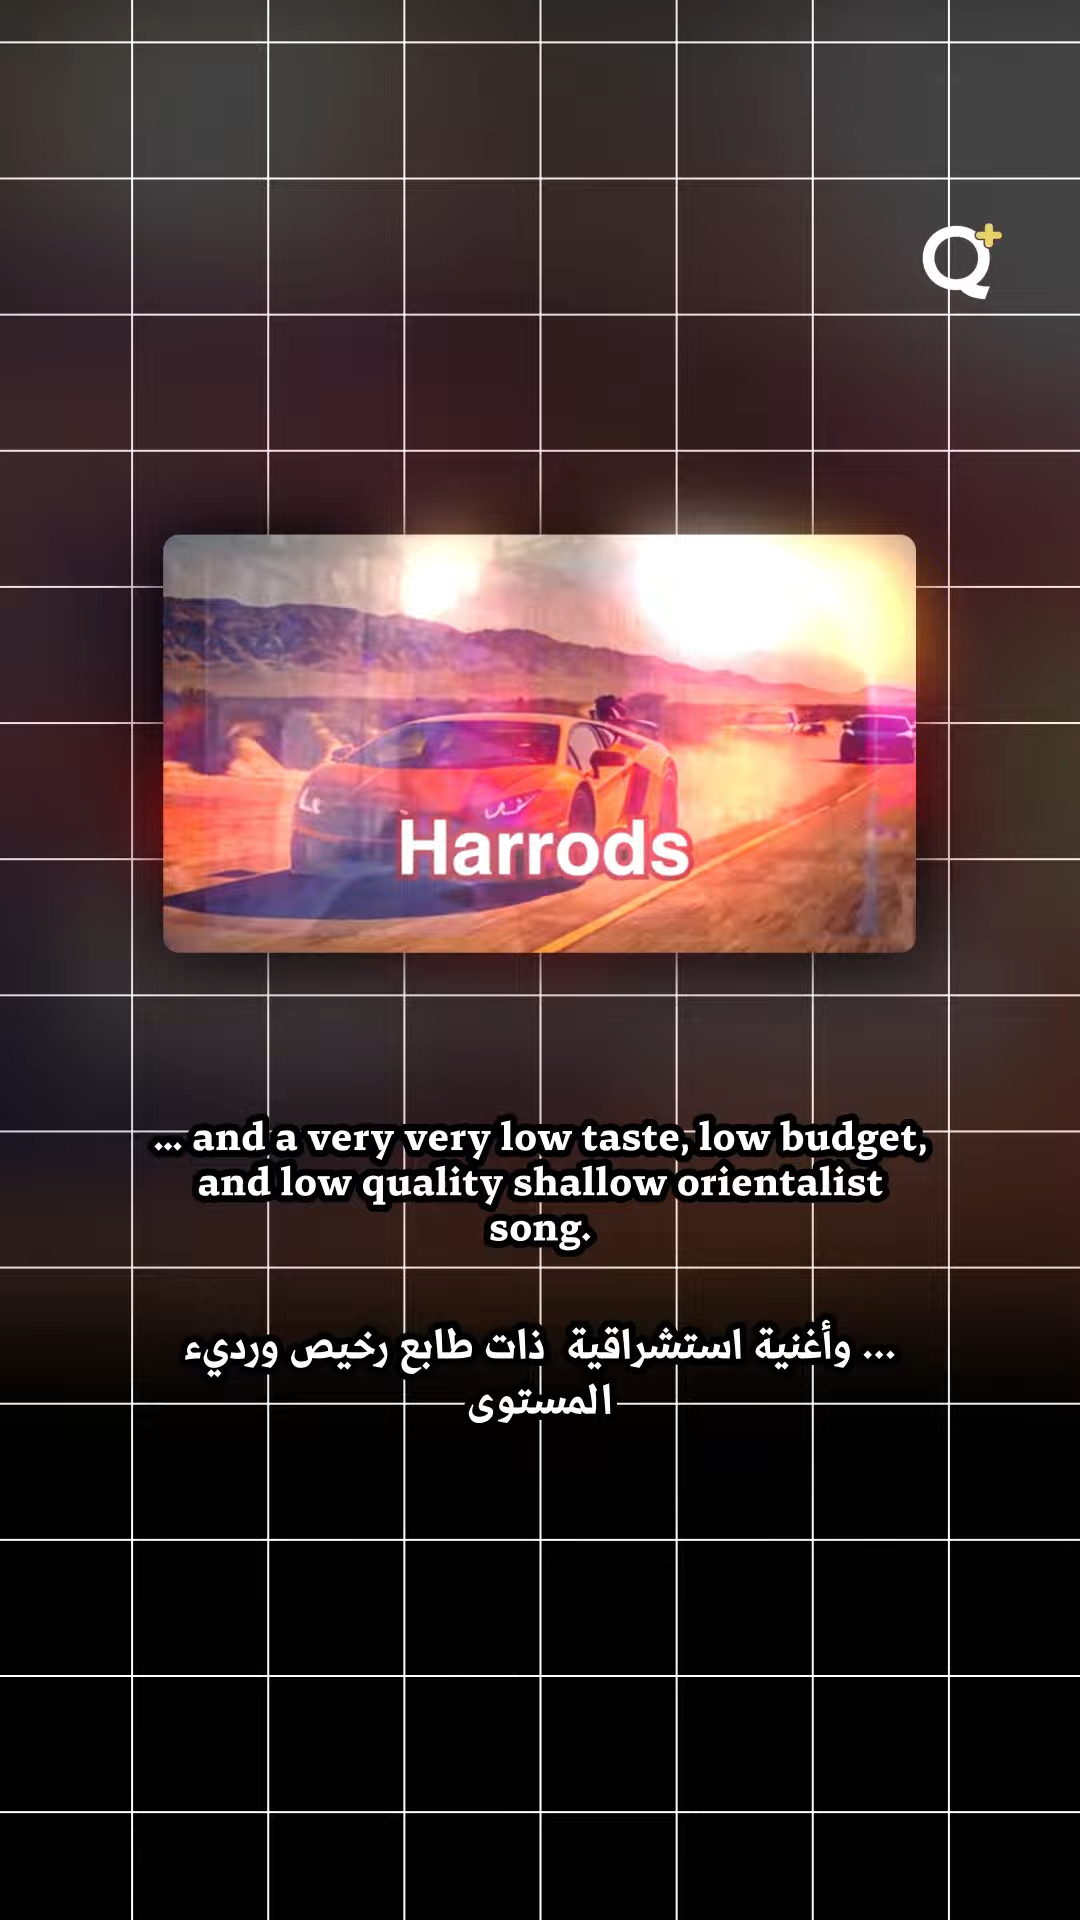 Q+
Harrods
... and a very very low taste, low budget,
and low quality shallow orientalist
song.
... وأغنية استشراقية ذات طابع رخيص ورديء
المستوى